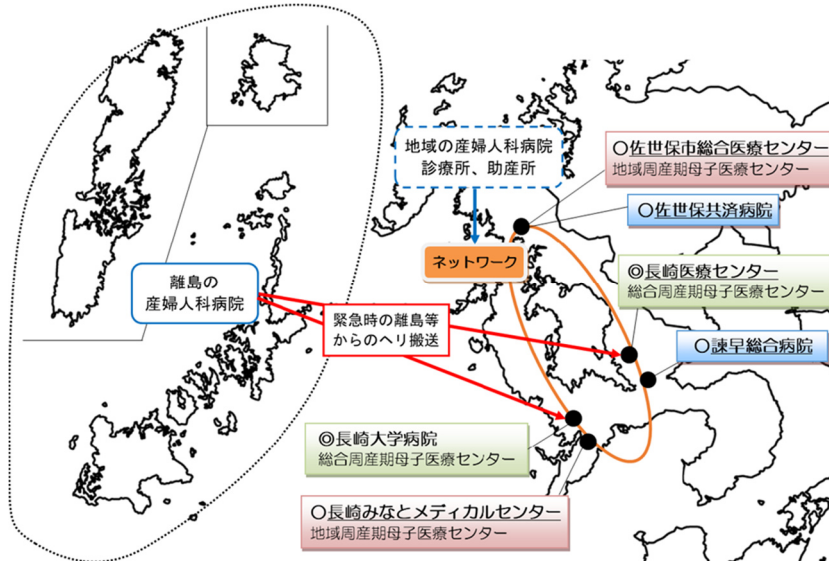 地域の産婦人科病院
診療所、助産所
○佐世保市総合医療センター
地域周産期母子医療センター
○佐世保共済病院
ネットワーク
◎長崎医療センター
総合周産期母子医療センター
離島の
産婦人科病院
緊急時の離島等
からのヘリ搬送
○諫早総合病院
◎長崎大学病院
総合周産期母子医療センター
○長崎みなとメディカルセンター
地域周産期母子医療センター